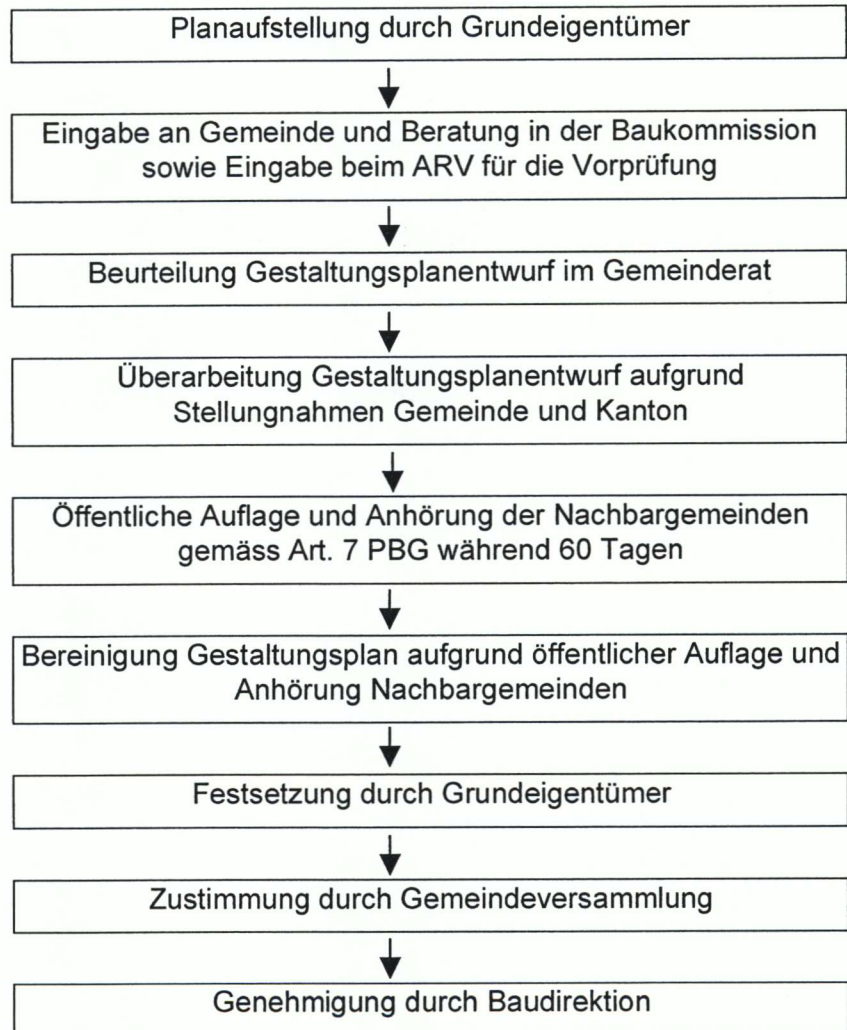 Planaufstellung durch Grundeigentümer
Eingabe an Gemeinde und Beratung in der Baukommission
sowie Eingabe beim ARV für die Vorprüfung
Beurteilung Gestaltungsplanentwurf im Gemeinderat
Überarbeitung Gestaltungsplanentwurf aufgrund
Stellungnahmen Gemeinde und Kanton
Öffentliche Auflage und Anhörung der Nachbargemeinden
gemäss Art. 7 PBG während 60 Tagen
Bereinigung Gestaltungsplan aufgrund öffentlicher Auflage und
Anhörung Nachbargemeinden
Festsetzung durch Grundeigentümer
Zustimmung durch Gemeindeversammlung
Genehmigung durch Baudirektion